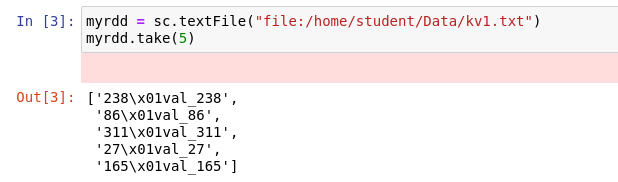 In [3]: myrdd = sc.textFile("file:/home/student/Data/kv1.txt")
myrdd.take(5)
Out[3]: ['238\x01val_238',
'86\x01val_86',
'311\x01val_311',
'27\x01val_27',
'165\x01val_165']